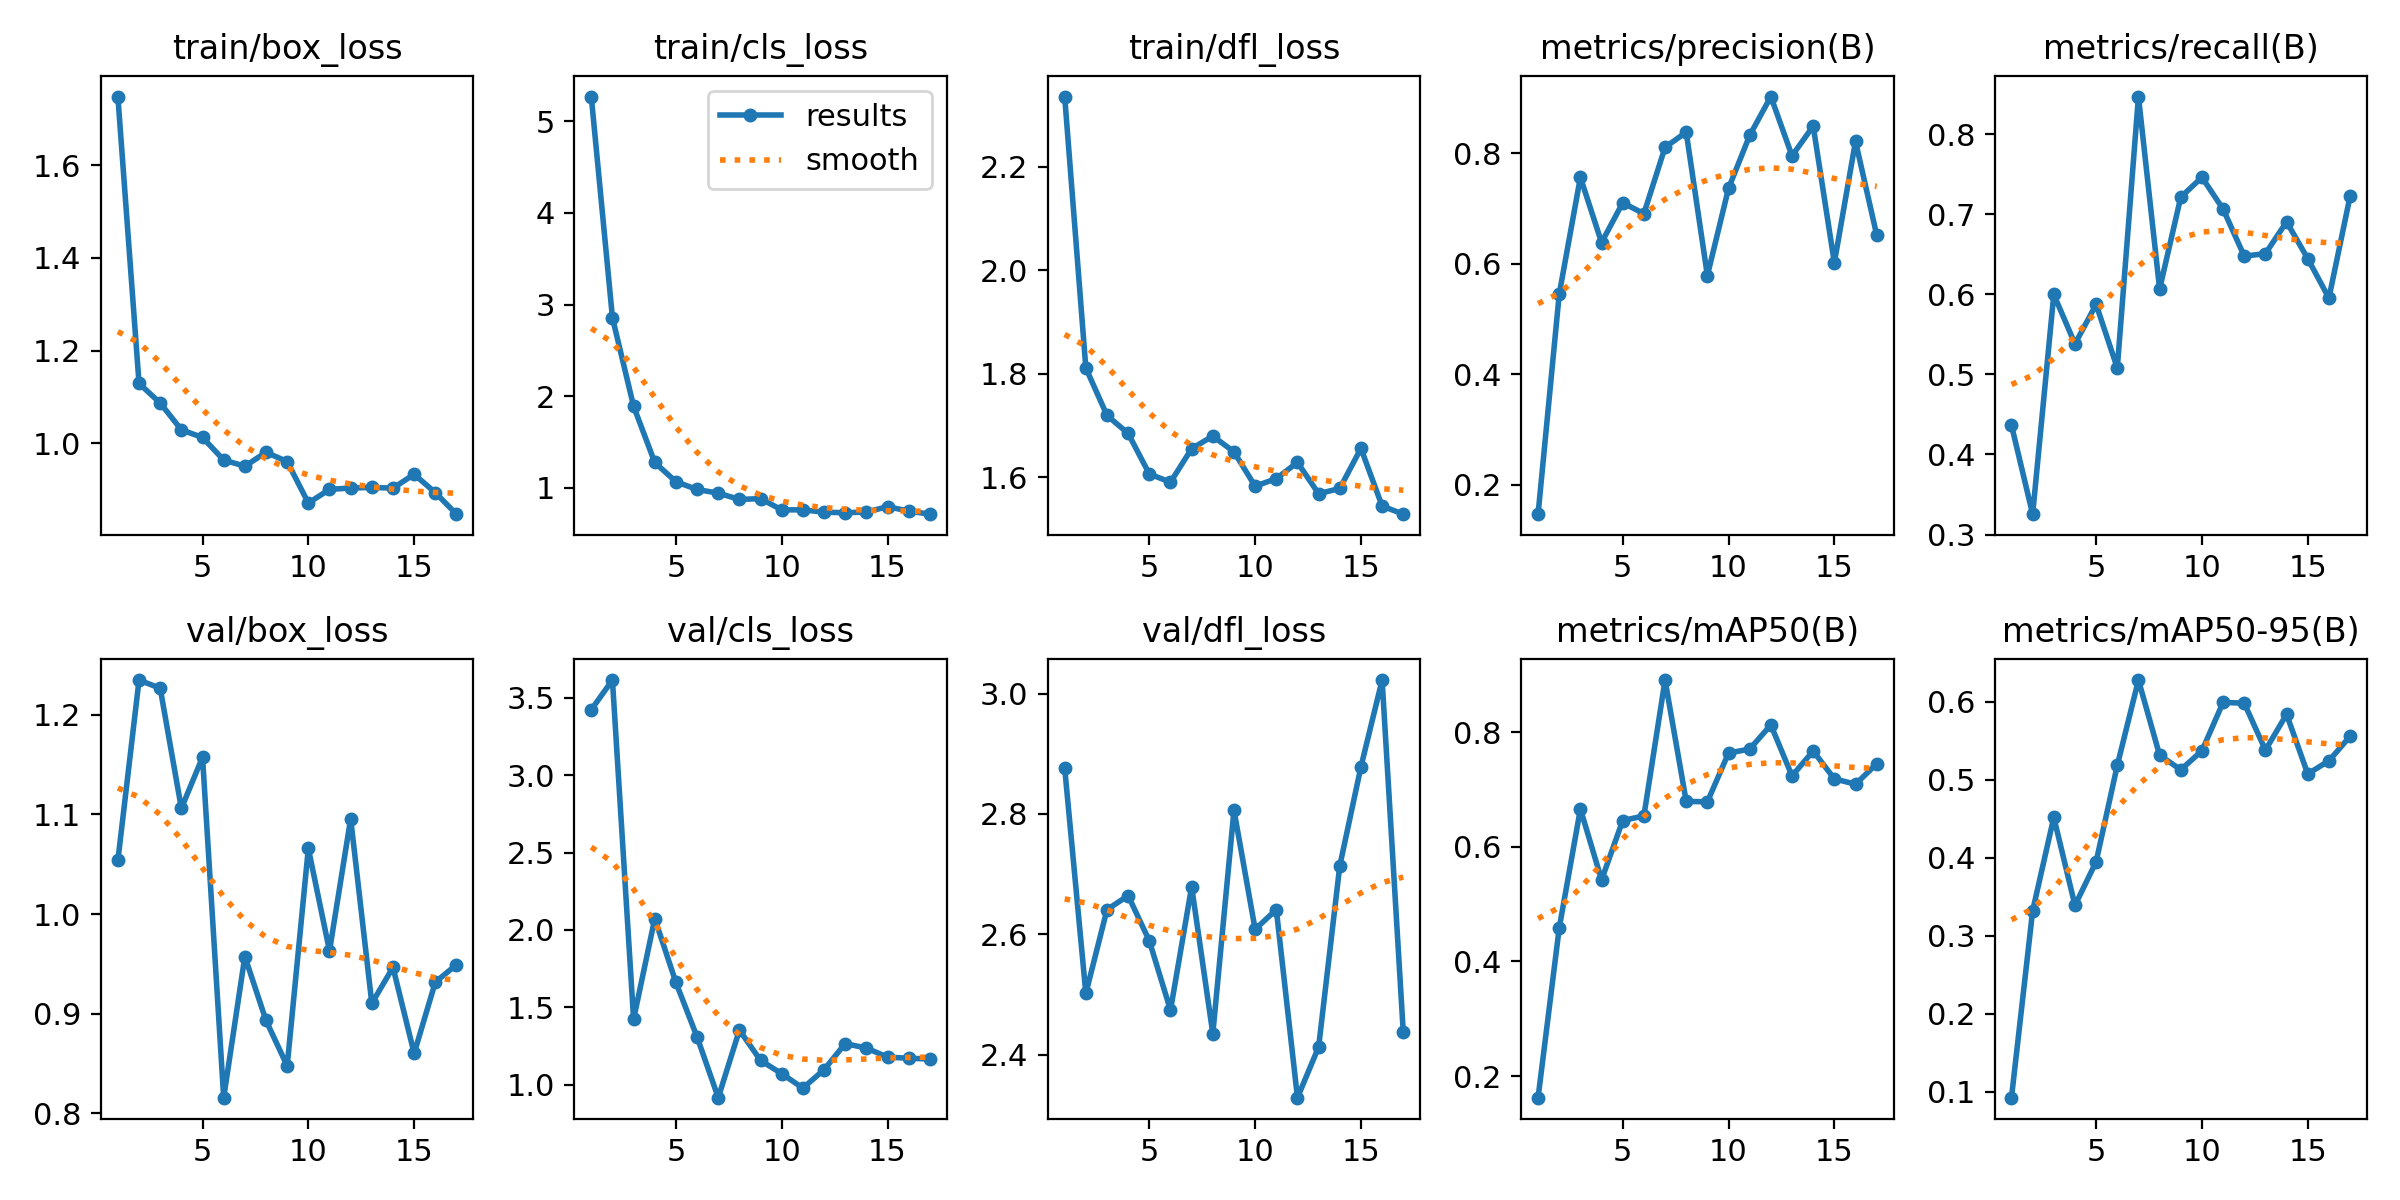 train/box_loss
1.6
1.4
1.2
1.0
5 10 15
train/cls_loss
results
smooth
5
4
3
2
1
5 10 15
train/dfl_loss
2.2
2.0
1.8
1.6
5 10 15
metrics/precision(B)
0.8
0.6
0.4
0.2
5 10 15
metrics/recall(B)
0.8
0.7
0.6
0.5
0.4
0.3
5 10 15
val/box_loss
1.2
1.1
1.0
0.9
0.8
5 10 15
val/cls_loss
3.5
3.0
2.5
2.0
1.5
1.0
5 10 15
val/dfl_loss
3.0
2.8
2.6
2.4
5 10 15
metrics/mAP50(B)
0.8
0.6
0.4
0.2
5 10 15
metrics/mAP50-95(B)
0.6
0.5
0.4
0.3
0.2
0.1
5 10 15